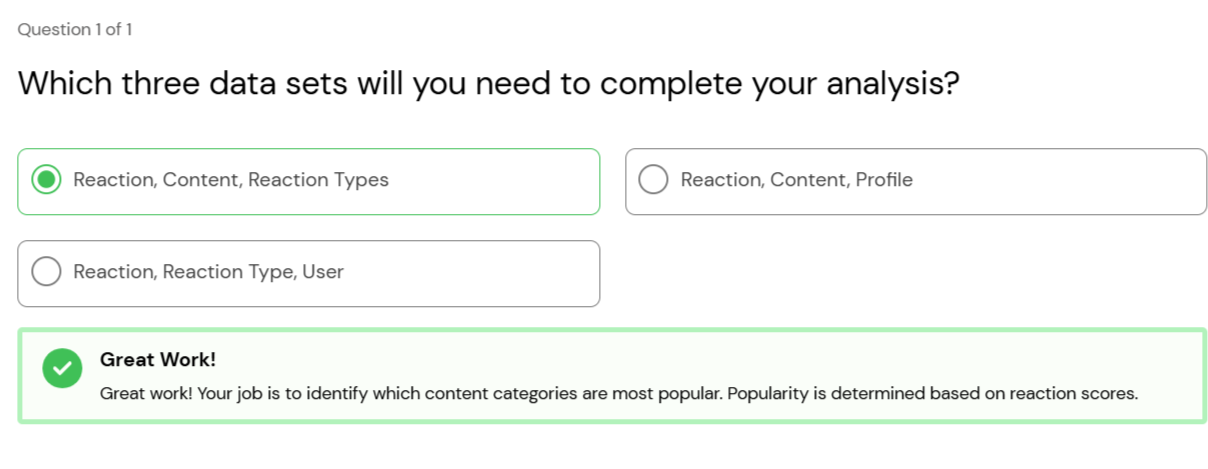 Question 1 of 1
Which three data sets will you need to complete your analysis?
Reaction, Content, Reaction Types
Reaction, Content, Profile
Reaction, Reaction Type, User
Great Work!
Great work! Your job is to identify which content categories are most popular. Popularity is determined based on reaction scores.